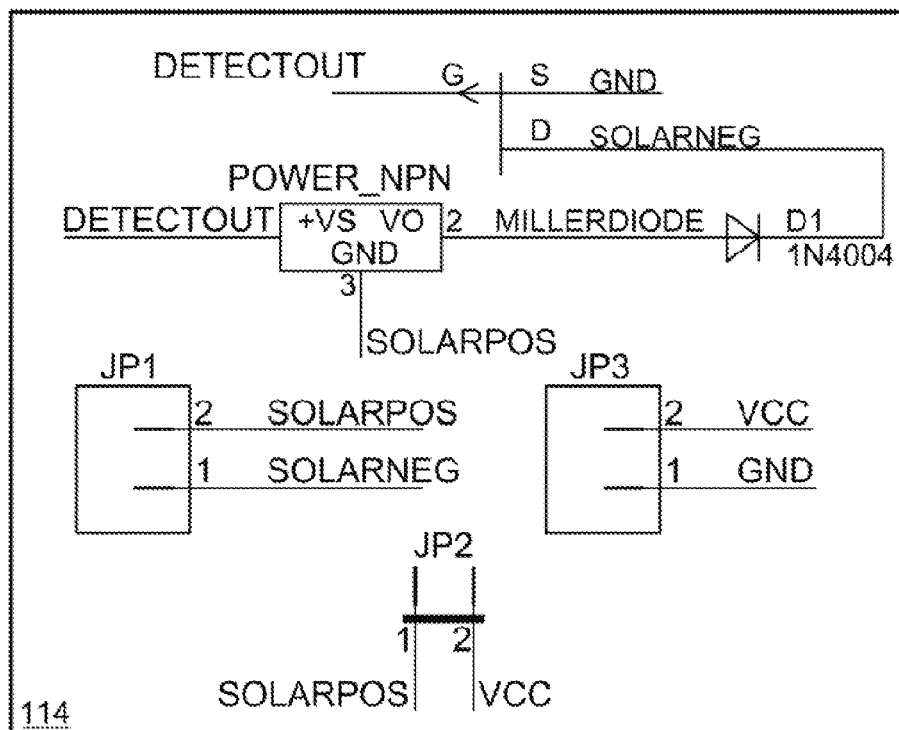 DETECTOUT G S GND
D SOLARNEG
POWER_NPN
DETECTOUT +VS VO 2 MILLERDIODE D1
GND 1N4004
3
SOLARPOS
JP1 JP3
2 SOLARPOS 2 VCC
1 SOLARNEG 1 GND
JP2
1 2
SOLARPOS VCC
114